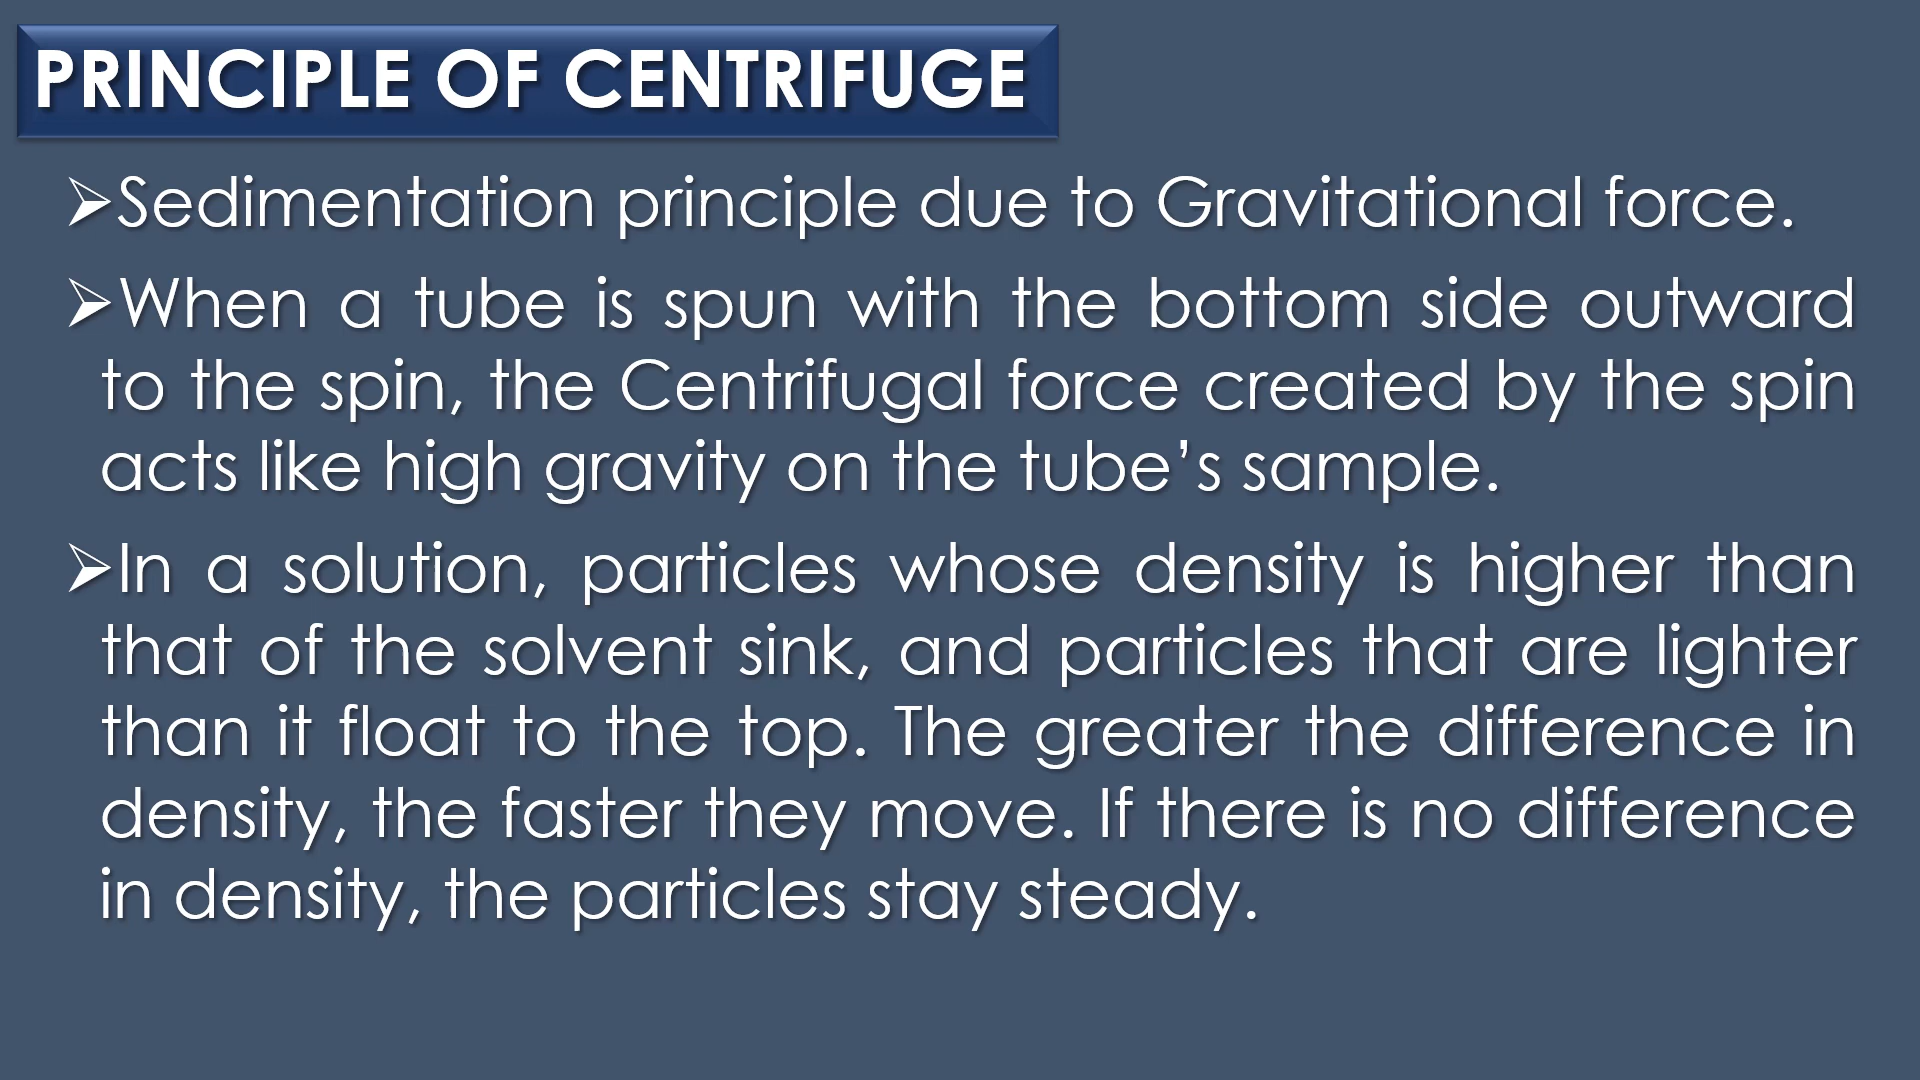 PRINCIPLE OF CENTRIFUGE
➢Sedimentation principle due to Gravitational force.
➢When a tube is spun with the bottom side outward
to the spin, the Centrifugal force created by the spin
acts like high gravity on the tube’s sample.
➢In a solution, particles whose density is higher than
that of the solvent sink, and particles that are lighter
than it float to the top. The greater the difference in
density, the faster they move. If there is no difference
in density, the particles stay steady.